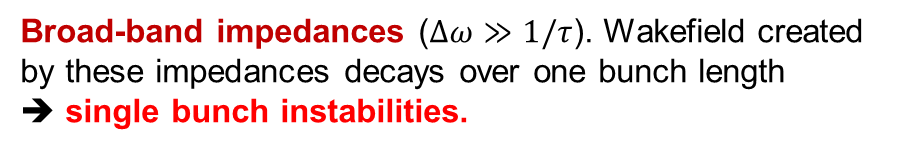 Broad-band impedances (Δω ≫ 1/τ). Wakefield created
by these impedances decays over one bunch length
➔ single bunch instabilities.